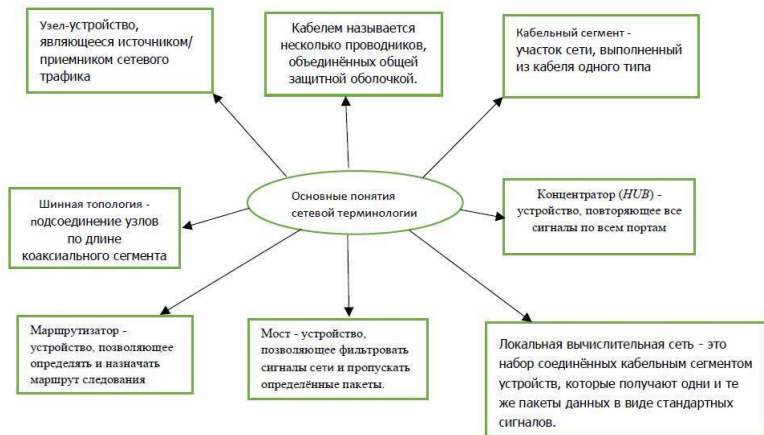 Узел-устройство,
являющееся источником/
приемником сетевого
трафика
Кабелем называется
несколько проводников,
объединённых общей
защитной оболочкой.
Кабельный сегмент -
участок сети, выполненный
из кабеля одного типа
Шинная топология -
подсоединение узлов
по длине
коаксиального сегмента
Основные понятия
сетевой терминологии
Концентратор (HUB) -
устройство, повторяющее все
сигналы по всем портам
Маршрутизатор -
устройство, позволяющее
определять и назначать
маршрут следования
Мост - устройство,
позволяющее фильтровать
сигналы сети и пропускать
определённые пакеты.
Локальная вычислительная сеть - это
набор соединённых кабельным сегментом
устройств, которые получают одни и те
же пакеты данных в виде стандартных
сигналов.